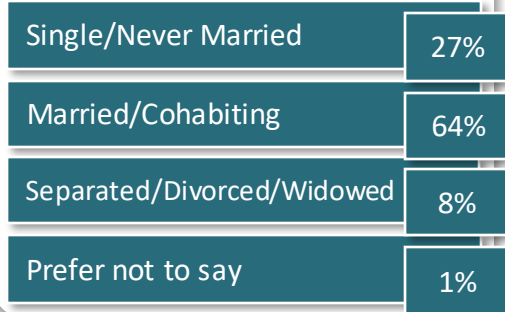 Single/Never Married 27%
Married/Cohabiting 64%
Separated/Divorced/Widowed 8%
Prefer not to say 1%